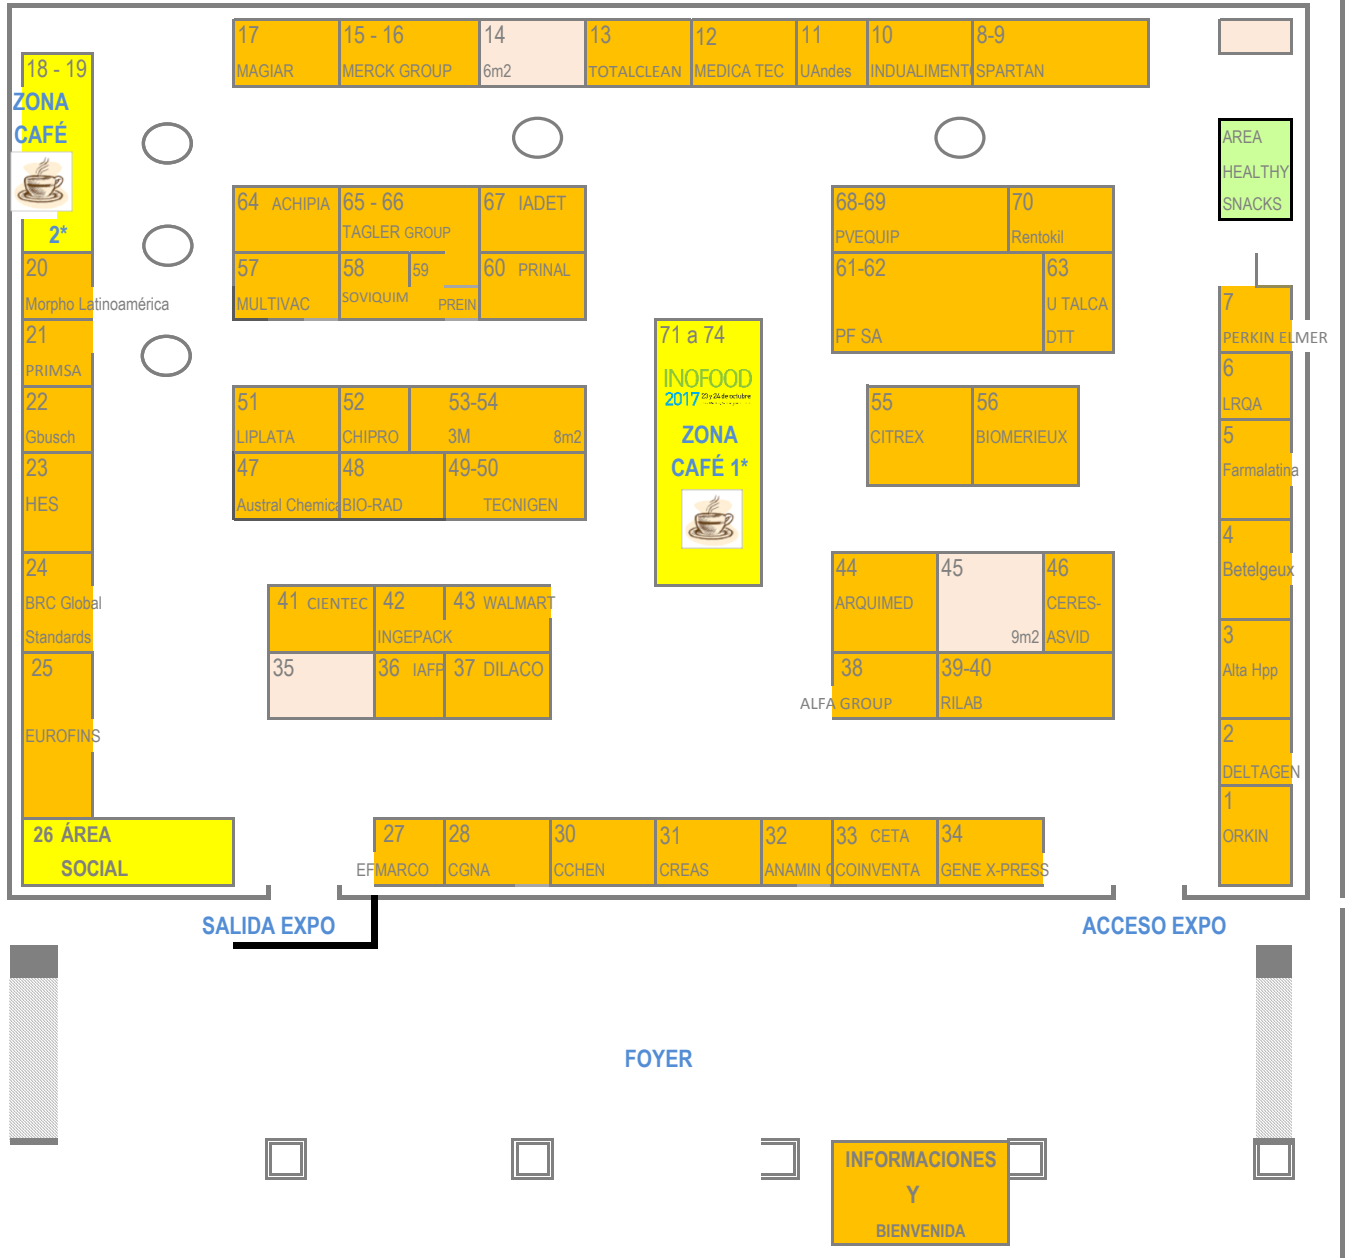 17
MAGIAR
15 - 16
MERCK GROUP
14
6m2
13
TOTALCLEAN
12
MEDICA TEC
11
UAndes
10
INDUALIMENTO
8-9
SPARTAN
18 - 19
ZONA
CAFÉ
2*
AREA
HEALTHY
SNACKS
64 ACHIPIA
65 - 66
TAGLER GROUP
67 IADET
57
MULTIVAC
58
SOVIQUIM
59
PREIN
60 PRINAL
68-69
PVEQUIP
70
Rentokil
61-62
PF SA
63
U TALCA
DTT
20
Morpho Latinoamérica
21
PRIMSA
22
Gbusch
23
HES
24
BRC Global
Standards
25
EUROFINS
26 ÁREA
SOCIAL
71 a 74
INOFOOD
2017 23 y 24 de octubre
ZONA
CAFÉ 1*
7
PERKIN ELMER
6
LRQA
5
Farmalatina
4
Betelgeux
3
Alta Hpp
2
DELTAGEN
1
ORKIN
51
LIPLATA
52
CHIPRO
53-54
3M 8m2
47
Austral Chemica
48
BIO-RAD
49-50
TECNIGEN
55
CITREX
56
BIOMERIEUX
41 CIENTEC
42
INGEPACK
43 WALMART
35
36 IAFP
37 DILACO
44
ARQUIMED
45
9m2
46
CERES-
ASVID
38
ALFA GROUP
39-40
RILAB
27
EFMARCO
28
CGNA
30
CCHEN
31
CREAS
32
ANAMIN
33 CETA
COINVENTA
34
GENE X-PRESS
SALIDA EXPO
ACCESO EXPO
FOYER
INFORMACIONES
Y
BIENVENIDA